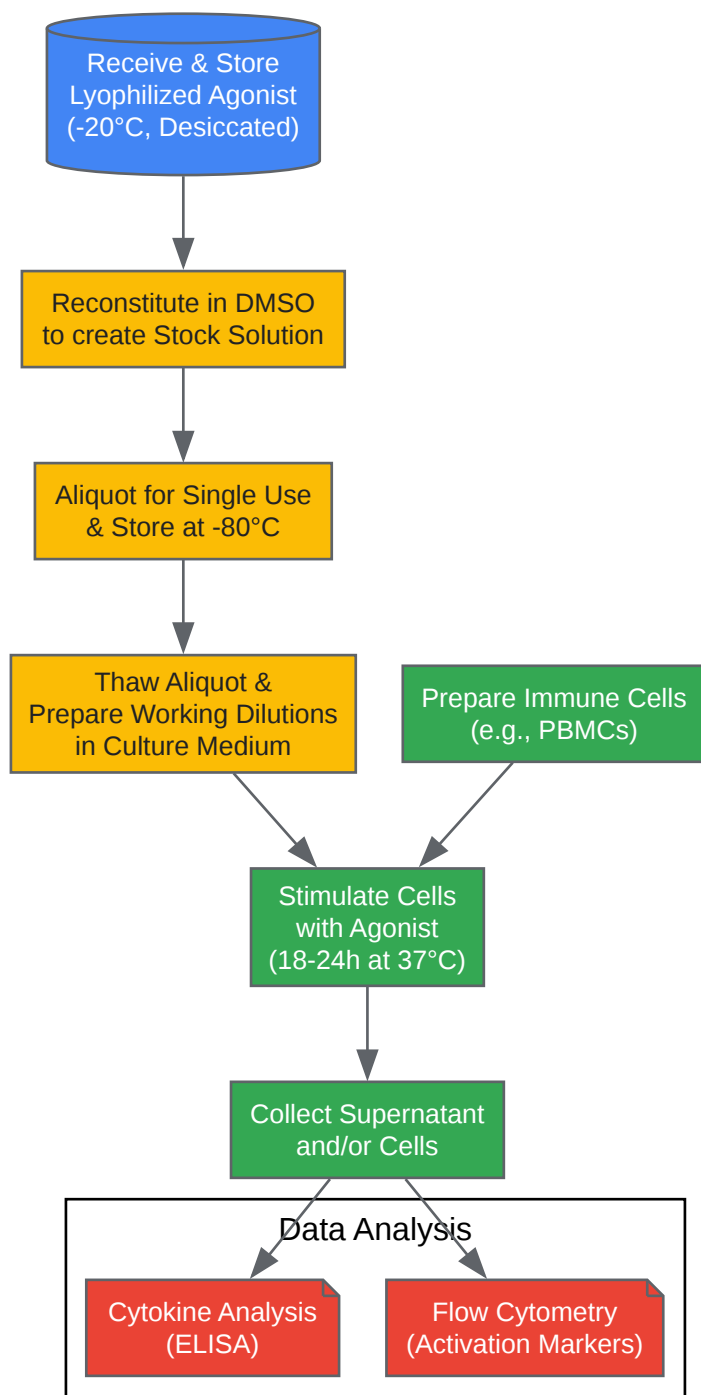 Receive & Store
Lyophilized Agonist
(-20°C, Desiccated)
Reconstitute in DMSO
to create Stock Solution
Aliquot for Single Use
& Store at -80°C
Thaw Aliquot &
Prepare Working Dilutions
in Culture Medium
Prepare Immune Cells
(e.g., PBMCs)
Stimulate Cells
with Agonist
(18-24h at 37°C)
Collect Supernatant
and/or Cells
Data Analysis
Cytokine Analysis
(ELISA)
Flow Cytometry
(Activation Markers)